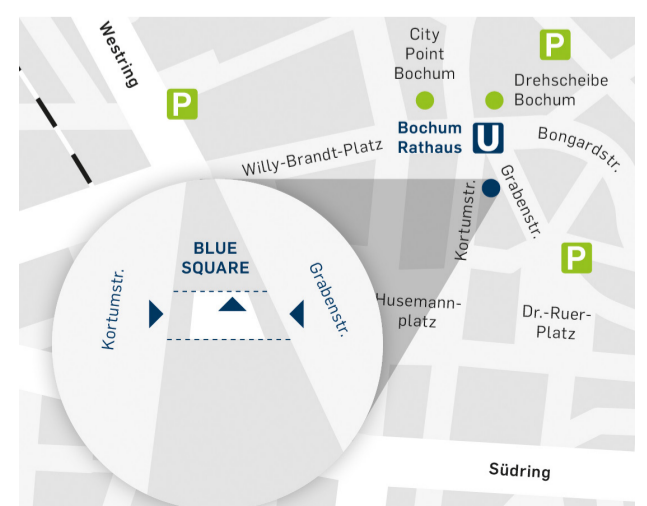 Westring
P
City
Point
Bochum
P
Drehscheibe
Bochum
Bochum
Rathaus
U
Bongardstr.
Willy-Brandt-Platz
Kortumstr.
Grabenstr.
P
BLUE
SQUARE
Kortumstr.
Grabenstr.
Husemann-
platz
Dr.-Ruer-
Platz
Südring